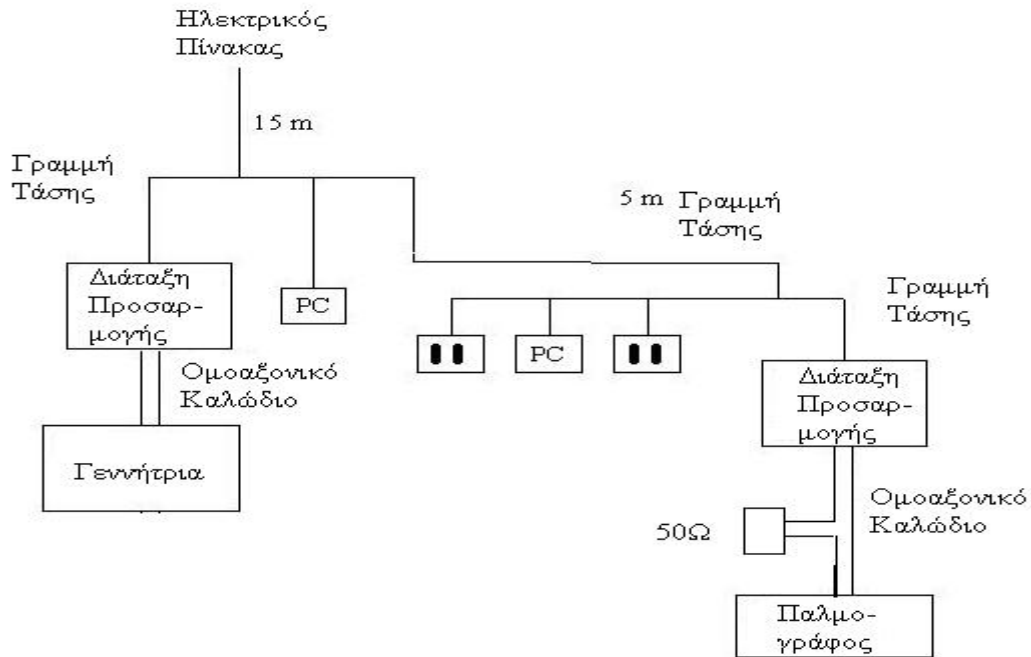 Ηλεκτρικός
Πίνακας
15 m
Γραμμή
Τάσης
5 m Γραμμή
Τάσης
Διάταξη
Προσαρ-
μογής
PC
Γραμμή
Τάσης
PC
Ομοαξονικό
Καλώδιο
Διάταξη
Προσαρ-
μογής
Γεννήτρια
Ομοαξονικό
Καλώδιο
50Ω
Παλμο-
γράφος